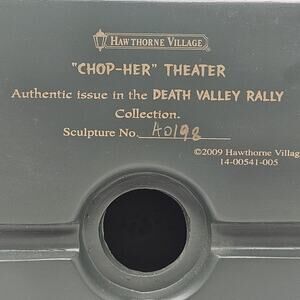 HAWTHORNE VILLAGE
"CHOP-HER" THEATER
Authentic issue in the DEATH VALLEY RALLY
Collection.
Sculpture No. A0198
©2009 Hawthorne Villag
14-00541-005